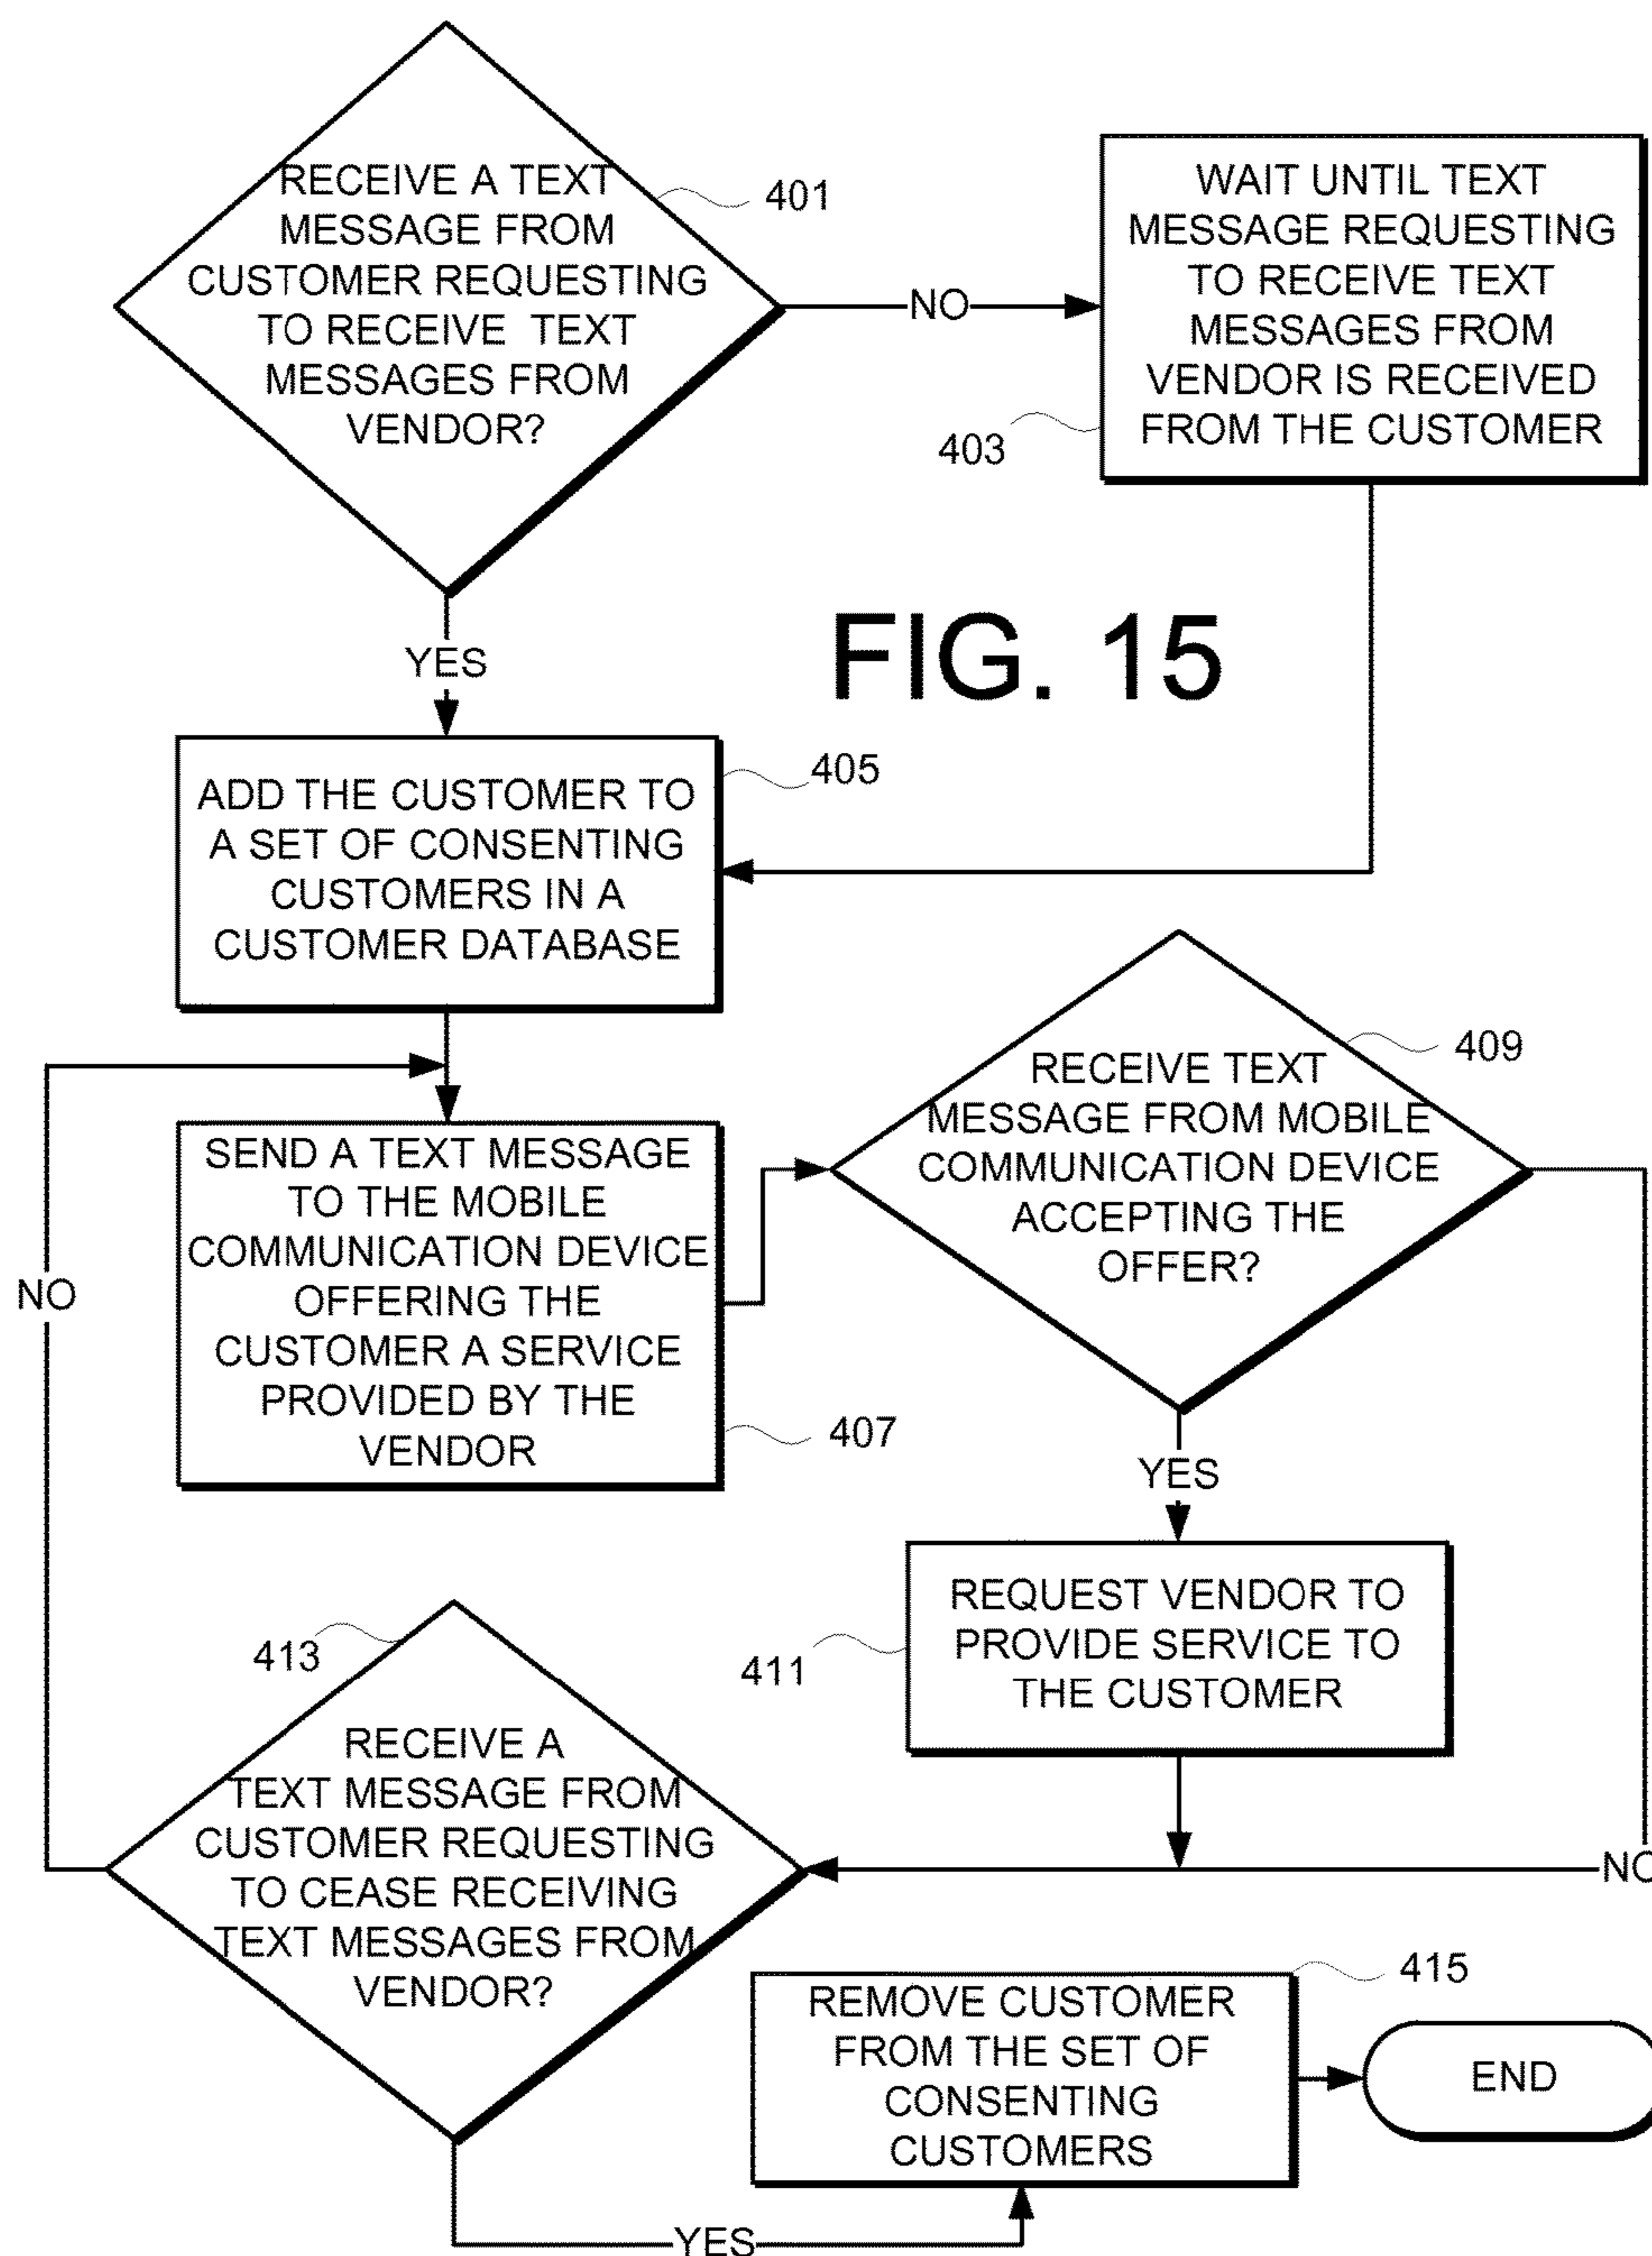 RECEIVE A TEXT
MESSAGE FROM
CUSTOMER REQUESTING
TO RECEIVE TEXT
MESSAGES FROM
VENDOR?
401
NO
WAIT UNTIL TEXT
MESSAGE REQUESTING
TO RECEIVE TEXT
MESSAGES FROM
VENDOR IS RECEIVED
FROM THE CUSTOMER
403
YES
FIG. 15
ADD THE CUSTOMER TO
A SET OF CONSENTING
CUSTOMERS IN A
CUSTOMER DATABASE
405
SEND A TEXT MESSAGE
TO THE MOBILE
COMMUNICATION DEVICE
OFFERING THE
CUSTOMER A SERVICE
PROVIDED BY THE
VENDOR
407
RECEIVE TEXT
MESSAGE FROM MOBILE
COMMUNICATION DEVICE
ACCEPTING THE
OFFER?
409
NO
YES
REQUEST VENDOR TO
PROVIDE SERVICE TO
THE CUSTOMER
411
NO
413
RECEIVE A
TEXT MESSAGE FROM
CUSTOMER REQUESTING
TO CEASE RECEIVING
TEXT MESSAGES FROM
VENDOR?
YES
REMOVE CUSTOMER
FROM THE SET OF
CONSENTING
CUSTOMERS
415
END